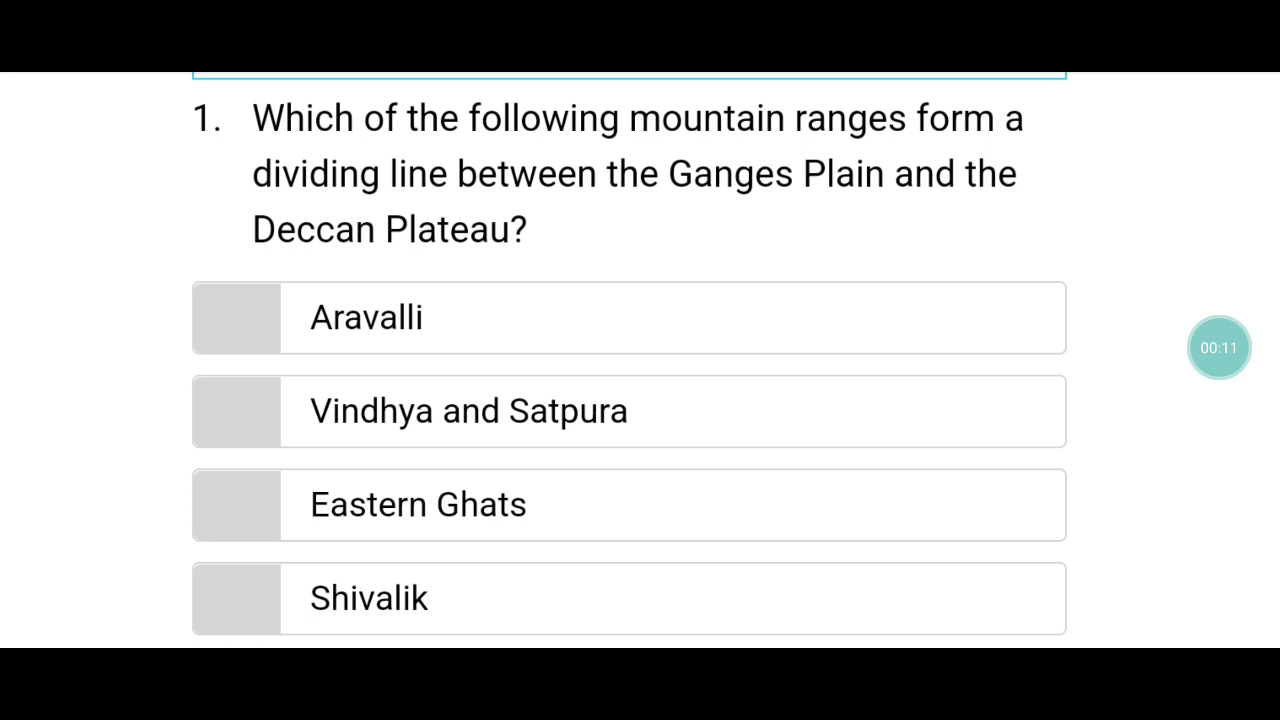 1. Which of the following mountain ranges form a
dividing line between the Ganges Plain and the
Deccan Plateau?
Aravalli
Vindhya and Satpura
00:11
Eastern Ghats
Shivalik